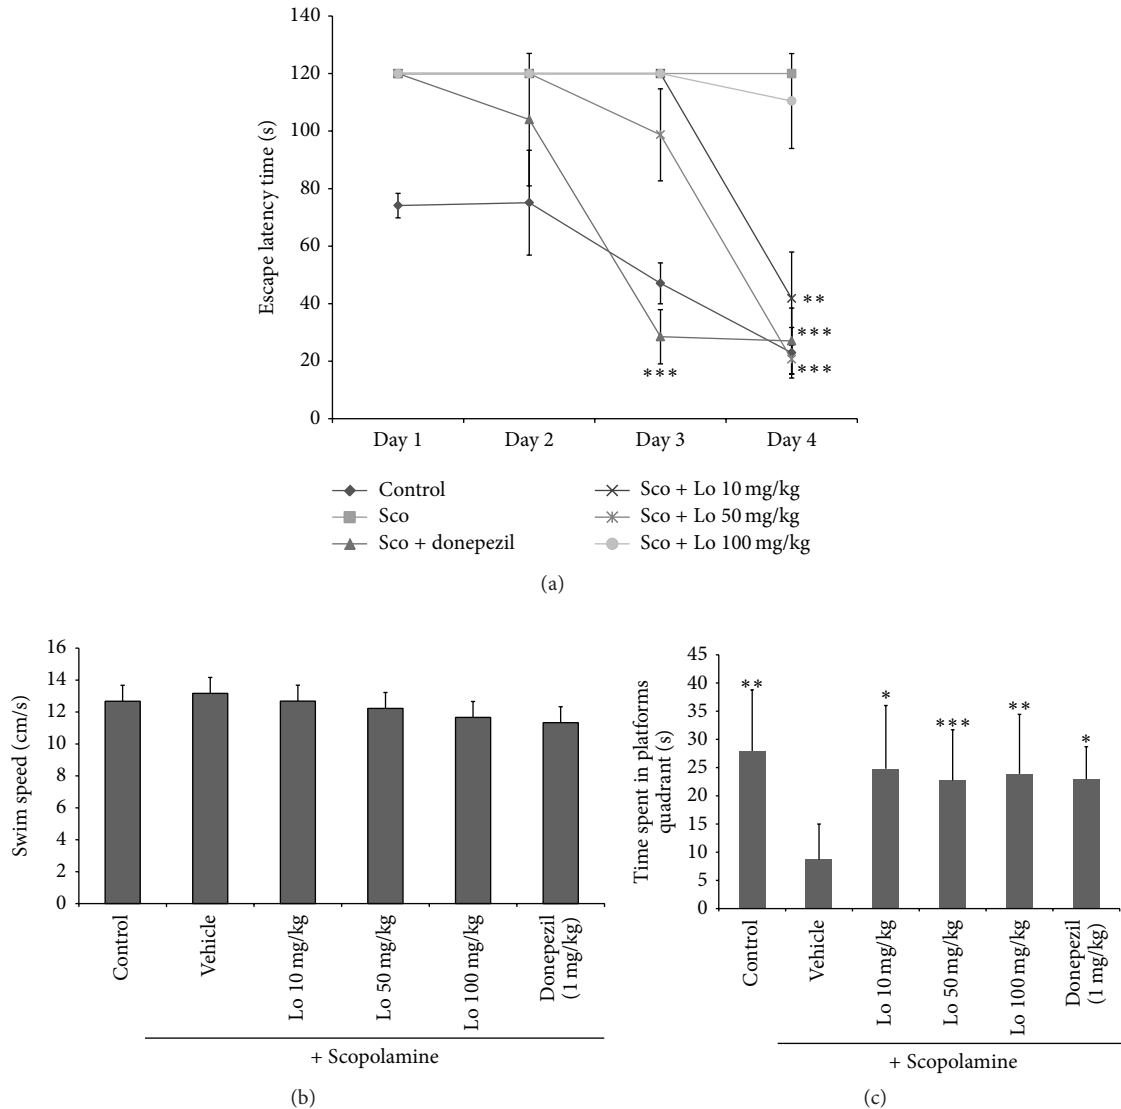 Escape latency time (s)
140
120
100
80
60
40
20
0
**
***
***
***
Day 1 Day 2 Day 3 Day 4
Control
Sco
Sco + donepezil
Sco + Lo 10 mg/kg
Sco + Lo 50 mg/kg
Sco + Lo 100 mg/kg
(a)
Swim speed (cm/s)
16
14
12
10
8
6
4
2
0
Control
Vehicle
Lo 10 mg/kg
Lo 50 mg/kg
Lo 100 mg/kg
Donepezil
(1 mg/kg)
+ Scopolamine
(b)
Time spent in platforms
quadrant (s)
45
40
35
30
25
20
15
10
5
0
**
*
***
**
*
Control
Vehicle
Lo 10 mg/kg
Lo 50 mg/kg
Lo 100 mg/kg
Donepezil
(1 mg/kg)
+ Scopolamine
(c)